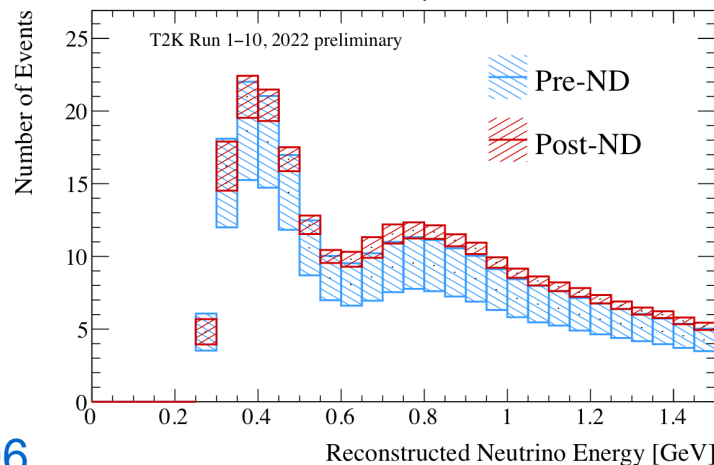 Number of Events
25
20
15
10
5
0
T2K Run 1–10, 2022 preliminary
Pre-ND
Post-ND
0 0.2 0.4 0.6 0.8 1 1.2 1.4
Reconstructed Neutrino Energy [GeV]